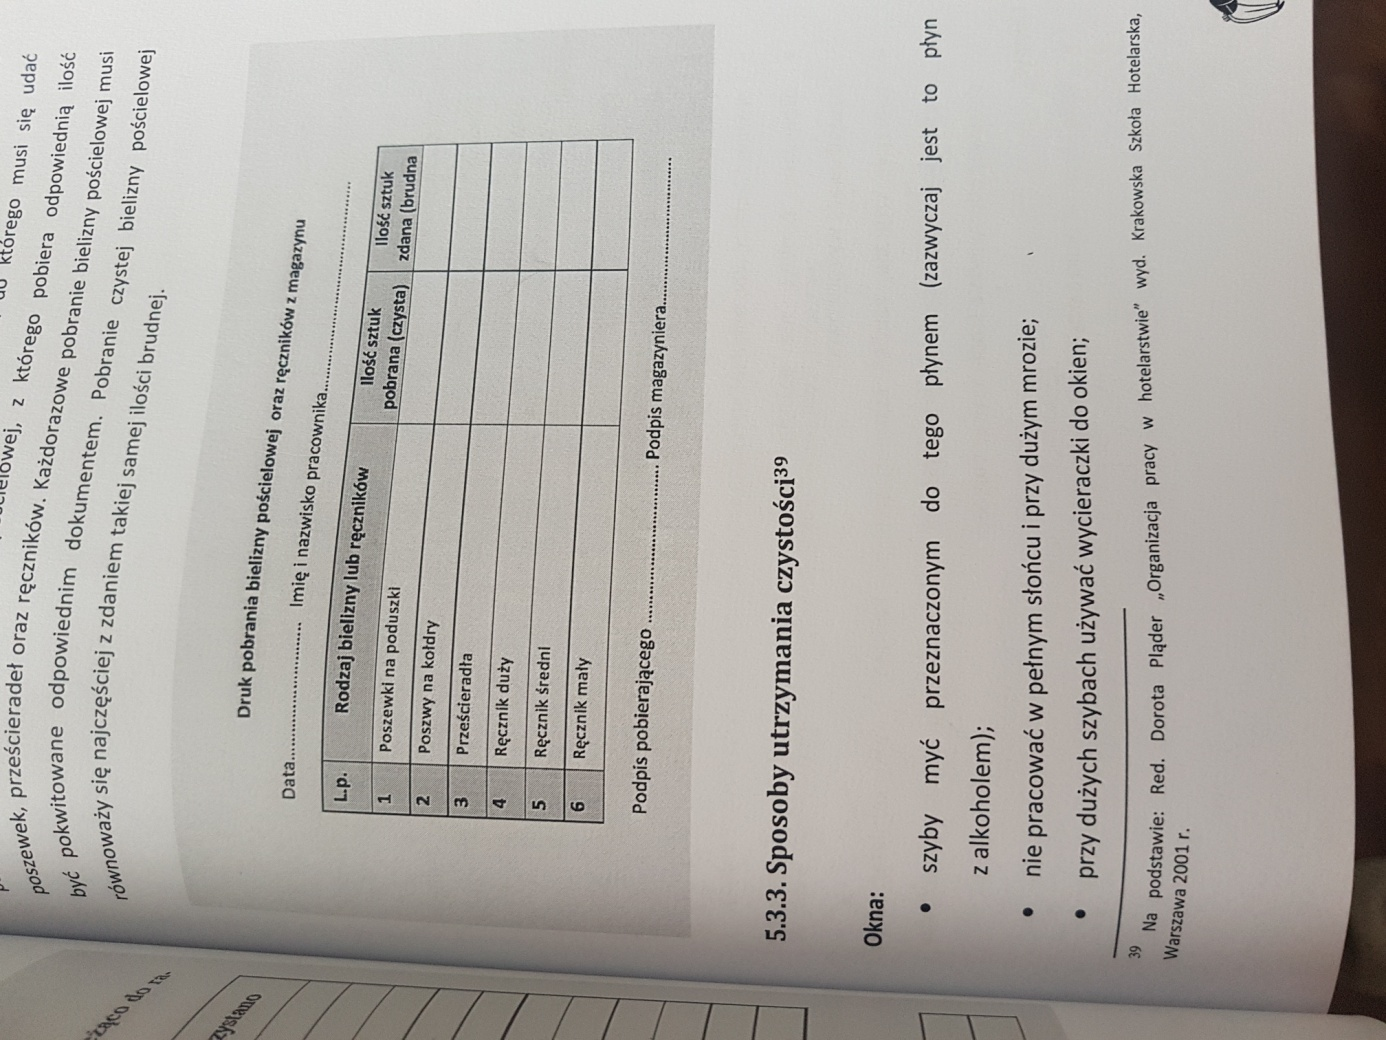 którego musi się udać
poszewek, prześcieradeł oraz ręczników. Każdorazowe pobranie bielizny pościelowej musi
być pokwitowane odpowiednim dokumentem. Pobranie czystej bielizny pościelowej
równoważy się najczęściej z zdaniem takiej samej ilości brudnej.
Druk pobrania bielizny pościelowej oraz ręczników z magazynu
Data........................ Imię i nazwisko pracownika........................................
L.p. Rodzaj bielizny lub ręczników Ilość sztuk pobrana (czysta) Ilość sztuk zdana (brudna
1 Poszewki na poduszki
2 Poszwy na kołdry
3 Prześcieradła
4 Ręcznik duży
5 Ręcznik średni
6 Ręcznik mały
Podpis pobierającego ............................ Podpis magazyniera............................
5.3.3. Sposoby utrzymania czystości39
Okna:
• szyby myć przeznaczonym do tego płynem (zazwyczaj jest to płyn
z alkoholem);
• nie pracować w pełnym słońcu i przy dużym mrozie;
• przy dużych szybach używać wycieraczki do okien;
39 Na podstawie: Red. Dorota Pląder „Organizacja pracy w hotelarstwie” wyd. Krakowska Szkoła Hotelarska,
Warszawa 2001 r.